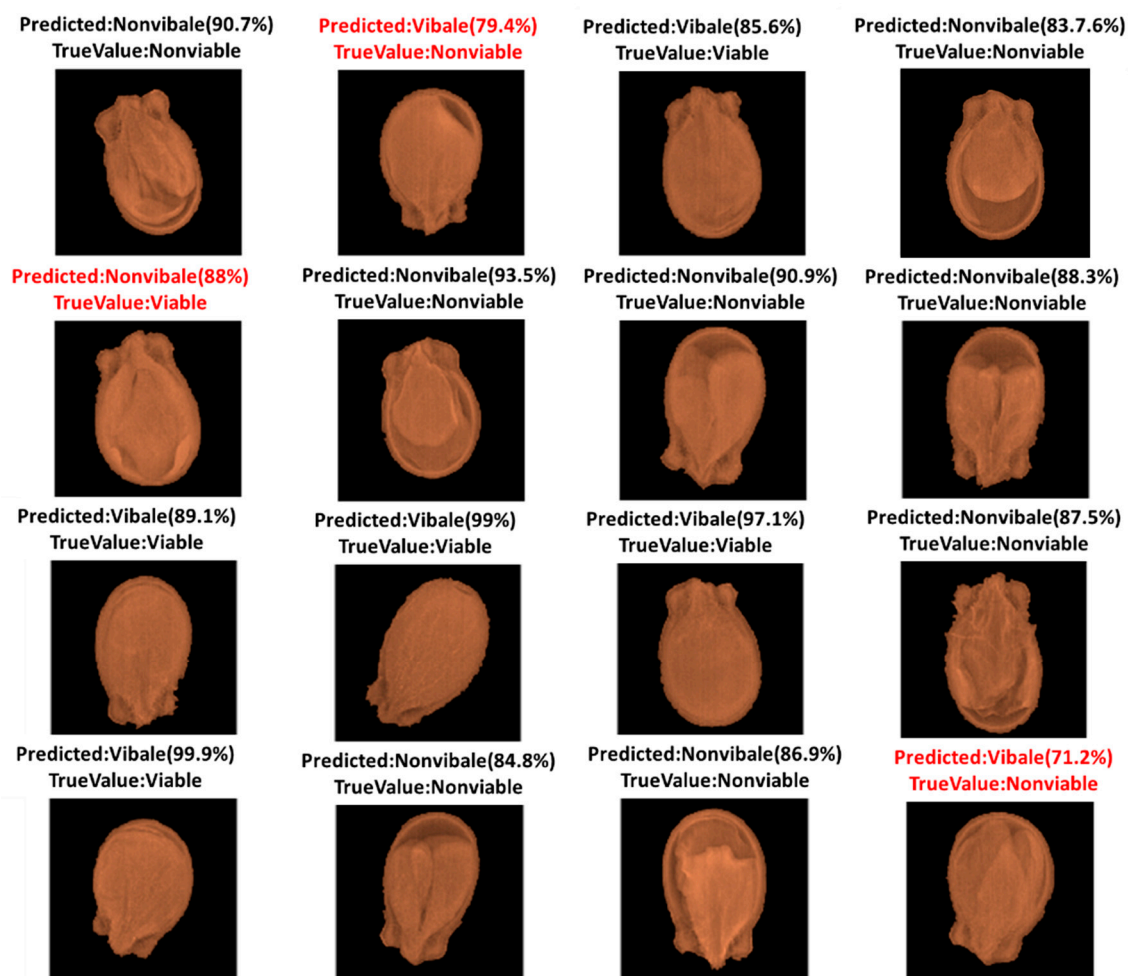 Predicted:Nonvibale(90.7%)
TrueValue:Nonviable
Predicted:Vibale(79.4%)
TrueValue:Nonviable
Predicted:Vibale(85.6%)
TrueValue:Viable
Predicted:Nonvibale(83.7.6%)
TrueValue:Nonviable
Predicted:Nonvibale(88%)
TrueValue:Viable
Predicted:Nonvibale(93.5%)
TrueValue:Nonviable
Predicted:Nonvibale(90.9%)
TrueValue:Nonviable
Predicted:Nonvibale(88.3%)
TrueValue:Nonviable
Predicted:Vibale(89.1%)
TrueValue:Viable
Predicted:Vibale(99%)
TrueValue:Viable
Predicted:Vibale(97.1%)
TrueValue:Viable
Predicted:Nonvibale(87.5%)
TrueValue:Nonviable
Predicted:Vibale(99.9%)
TrueValue:Viable
Predicted:Nonvibale(84.8%)
TrueValue:Nonviable
Predicted:Nonvibale(86.9%)
TrueValue:Nonviable
Predicted:Vibale(71.2%)
TrueValue:Nonviable